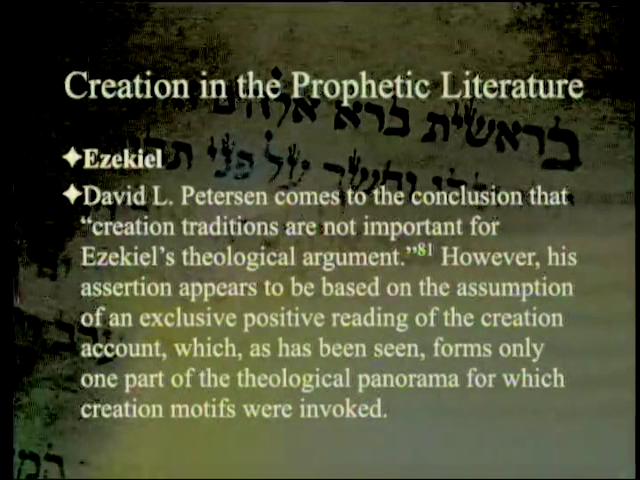 Creation in the Prophetic Literature
בראשית ברא אלהים
✦Ezekiel
✦David L. Petersen comes to the conclusion that
“creation traditions are not important for
Ezekiel’s theological argument.”81 However, his
assertion appears to be based on the assumption
of an exclusive positive reading of the creation
account, which, as has been seen, forms only
one part of the theological panorama for which
creation motifs were invoked.